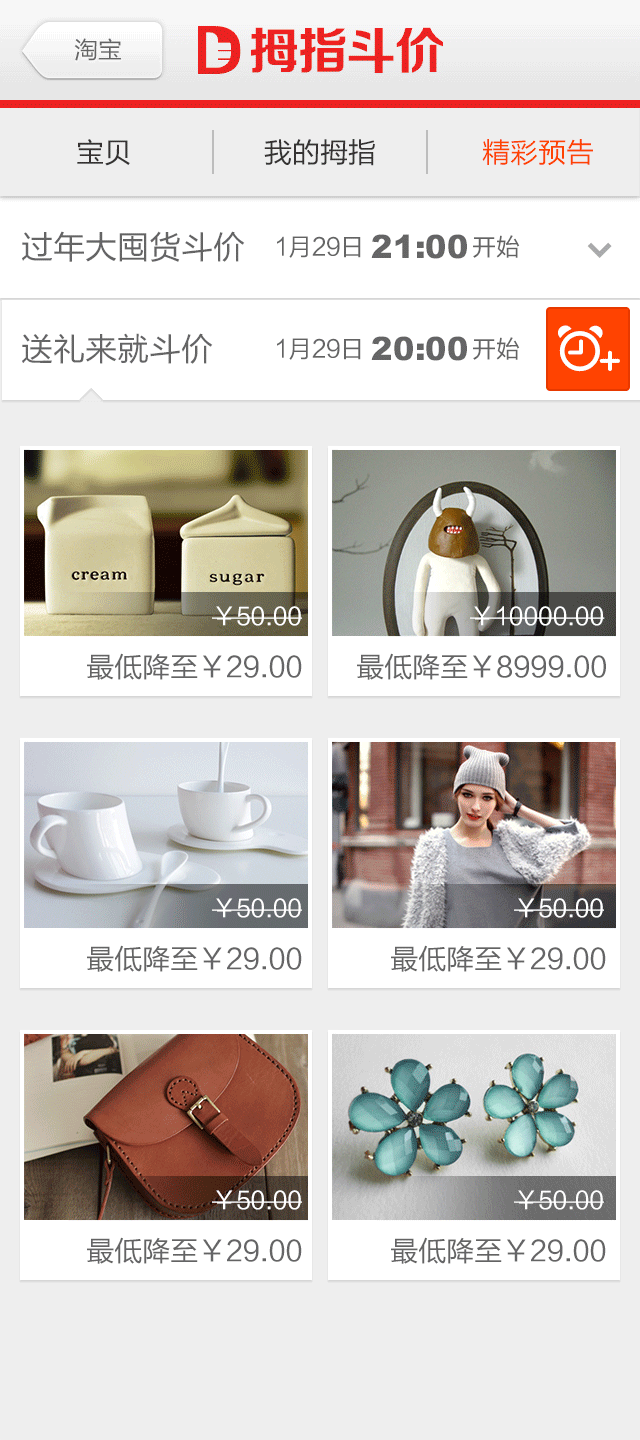 淘宝
拇指斗价
宝贝
我的拇指
精彩预告
过年大囤货斗价 1月29日 21:00 开始
送礼来就斗价 1月29日 20:00 开始
cream
sugar
￥50.00
￥10000.00
最低降至￥29.00
最低降至￥8999.00
￥50.00
￥50.00
最低降至￥29.00
最低降至￥29.00
￥50.00
￥50.00
最低降至￥29.00
最低降至￥29.00